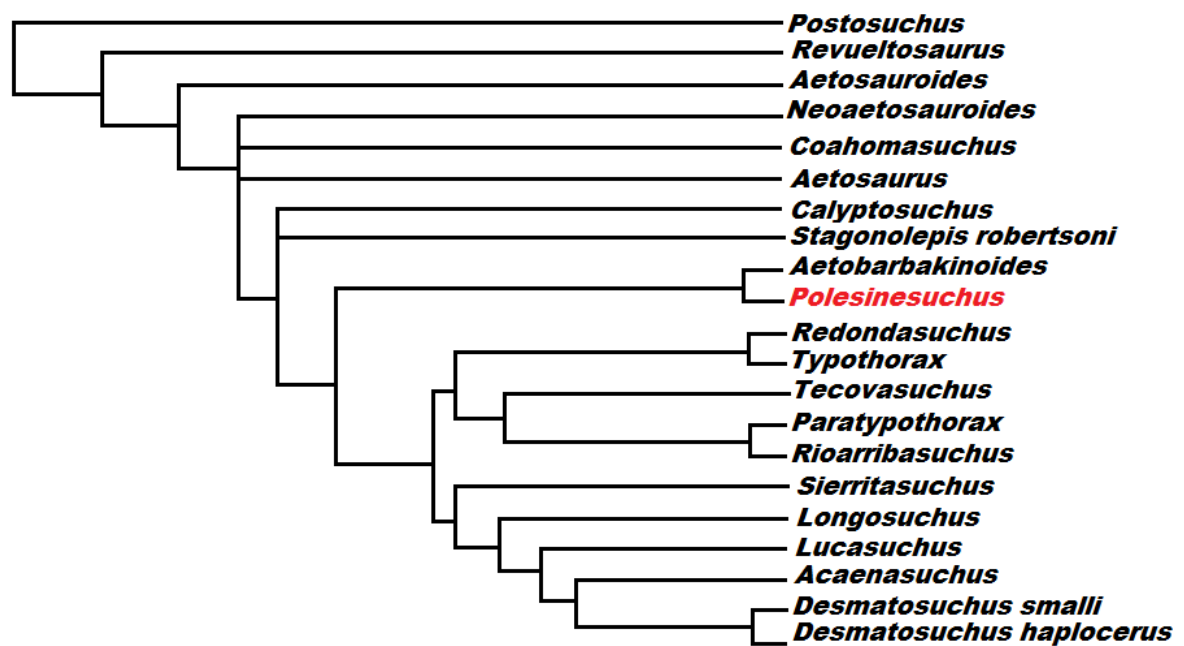 Postosuchus
Revueltosaurus
Aetosauroides
Neoaetosauroides
Coahomasuchus
Aetosaurus
Calyptosuchus
Stagonolepis robertsoni
Aetobarbakinoides
Polesinesuchus
Redondasuchus
Typothorax
Tecovasuchus
Paratypothorax
Rioarribasuchus
Sierritasuchus
Longosuchus
Lucasuchus
Acaenasuchus
Desmatosuchus smalli
Desmatosuchus haplocerus